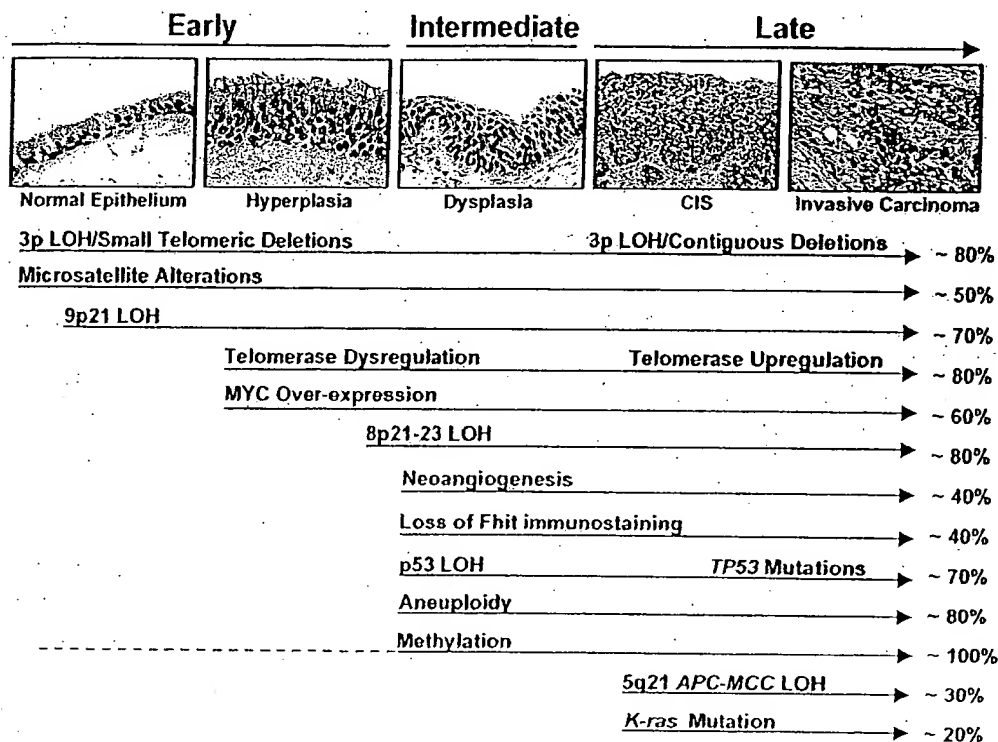 Early Intermediate Late
Normal Epithelium Hyperplasia Dysplasia CIS Invasive Carcinoma
3p LOH/Small Telomeric Deletions 3p LOH/Contiguous Deletions ~ 80%
Microsatellite Alterations ~ 50%
9p21 LOH ~ 70%
Telomerase Dysregulation Telomerase Upregulation ~ 80%
MYC Over-expression ~ 60%
8p21-23 LOH ~ 80%
Neoangiogenesis ~ 40%
Loss of Fhit immunostaining ~ 40%
p53 LOH TP53 Mutations ~ 70%
Aneuploidy ~ 80%
Methylation ~ 100%
5q21 APC-MCC LOH ~ 30%
K-ras Mutation ~ 20%